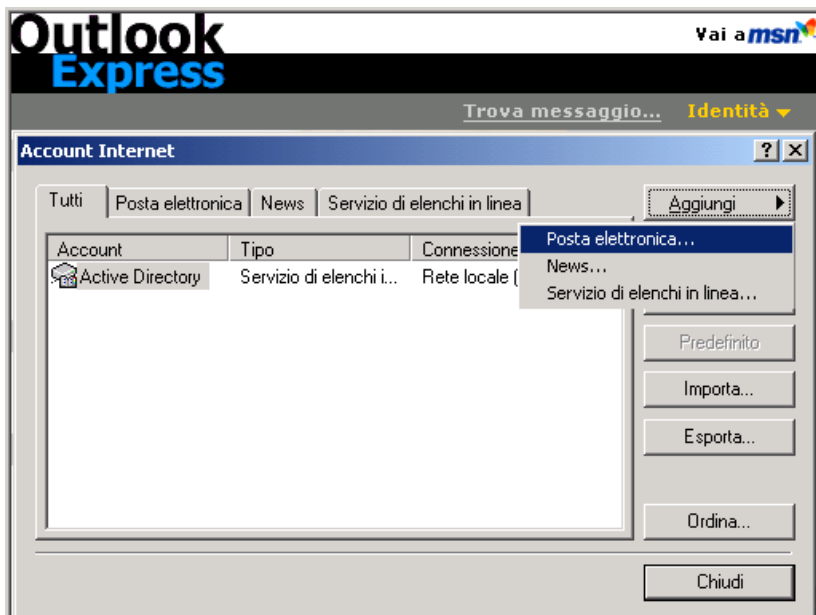 Outlook
Express
Vai a msn
Trova messaggio... Identità
Account Internet
Tutti Posta elettronica News Servizio di elenchi in linea
Aggiungi
Posta elettronica...
News...
Servizio di elenchi in linea...
Account Tipo Connessione
Active Directory Servizio di elenchi i... Rete locale (
Predefinito
Importa...
Esporta...
Ordina...
Chiudi